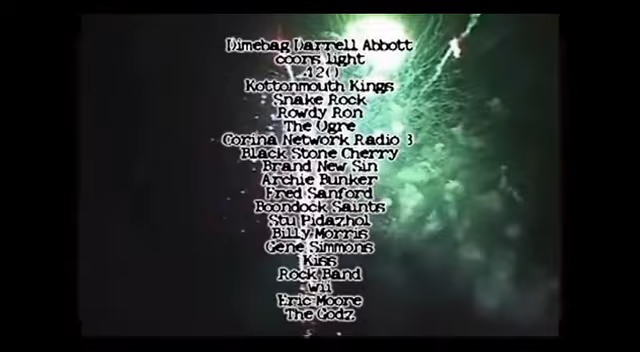 Dimebag Darrell Abbott
coors light
420
Kottonmouth Kings
Snake Rock
Rowdy Ron
The Ogre
Corina Network Radio 3
Black Stone Cherry
Brand New Sin
Archie Bunker
Fred Sanford
Boondock Saints
Stu Pidazhol
Billy Morris
Gene Simmons
Kiss
Rock Band
wii
Eric Moore
The Godz